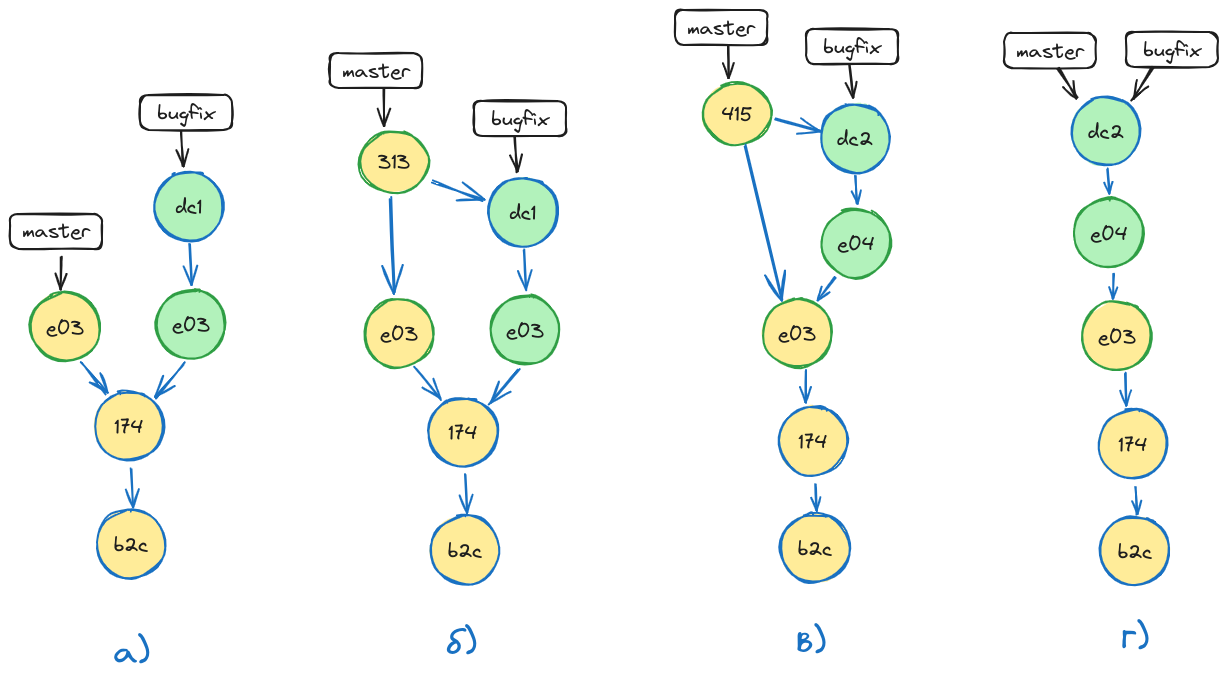 bugfix
dc1
master
e03
e03
174
b2c
а)
master
313
bugfix
dc1
e03
e03
174
b2c
б)
master
bugfix
415
dc2
e04
e03
174
b2c
в)
master
bugfix
dc2
e04
e03
174
b2c
г)